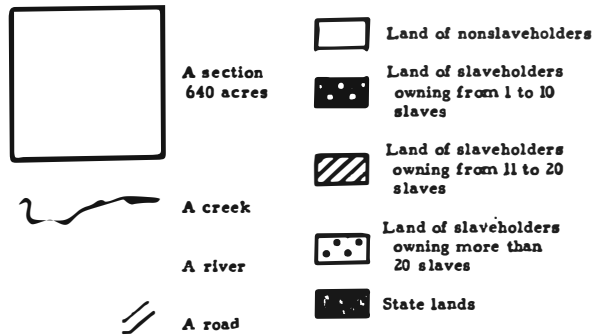 A section
640 acres
A creek
A river
A road
Land of nonslaveholders
Land of slaveholders
owning from 1 to 10
slaves
Land of slaveholders
owning from 11 to 20
slaves
Land of slaveholders
owning more than
20 slaves
State lands